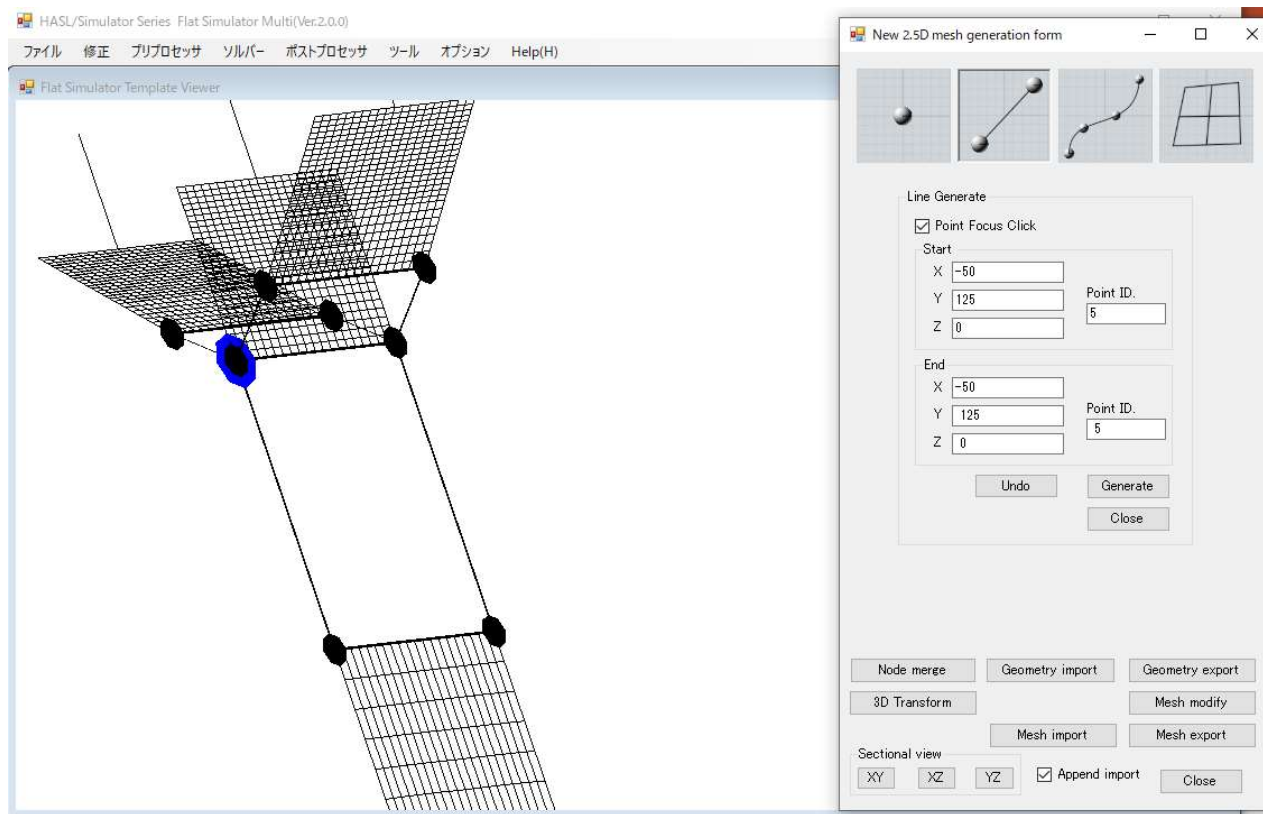 HASL/Simulator Series Flat Simulator Multi(Ver.2.0.0)
ファイル 修正 プリプロセッサ ソルバー ポストプロセッサ ツール オプション Help(H)
Flat Simulator Template Viewer
New 2.5D mesh generation form
Line Generate
Point Focus Click
Start
X -50
Y 125
Z 0
Point ID.
5
End
X -50
Y 125
Z 0
Point ID.
5
Undo Generate
Close
Node merge Geometry import Geometry export
3D Transform Mesh modify
Mesh import Mesh export
Sectional view
XY XZ YZ Append import Close